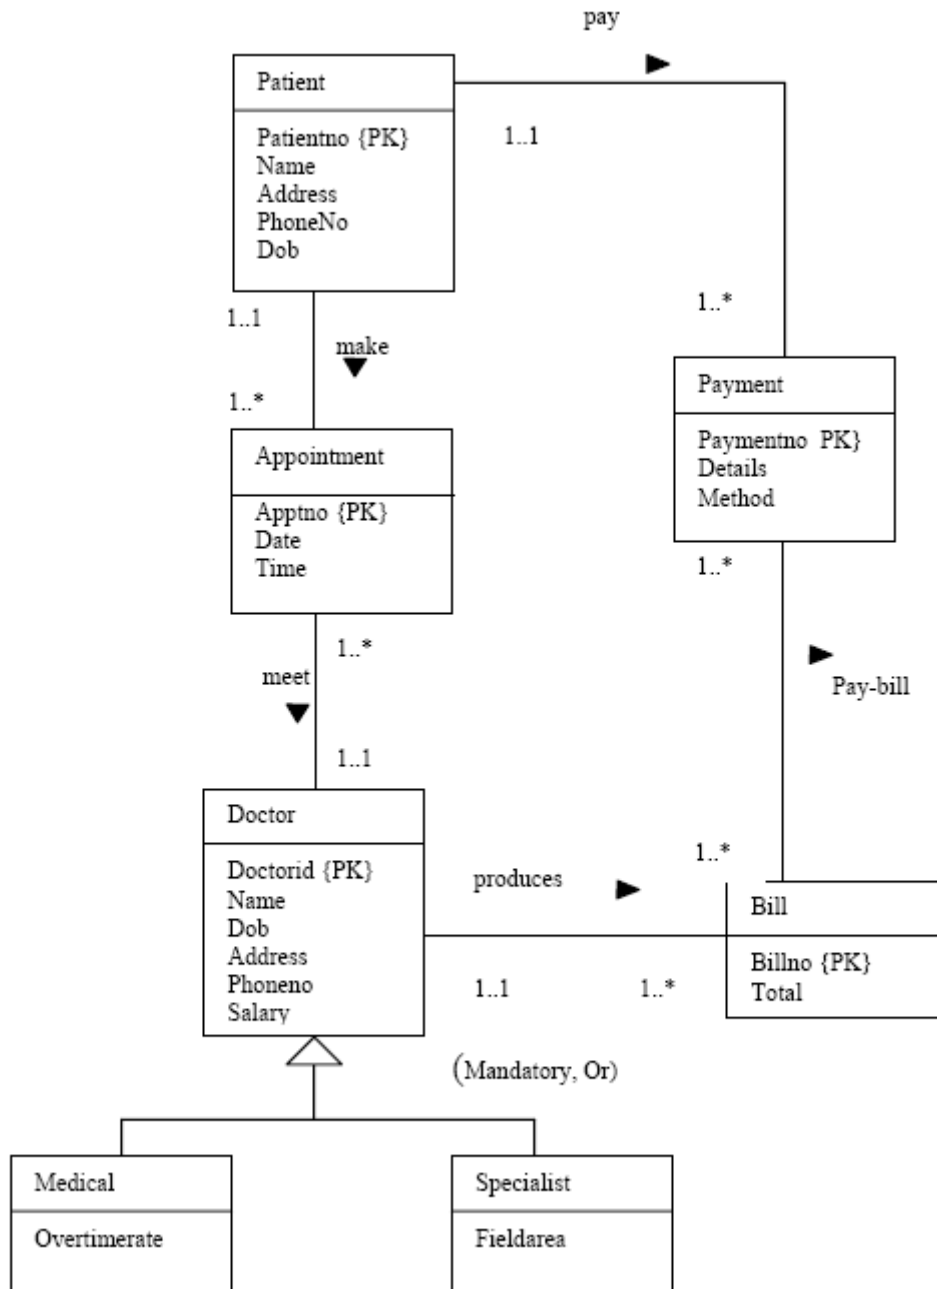 pay
Patient
Patientno {PK}
Name
Address
PhoneNo
Dob
1..1
1..*
1..1
make
1..*
Payment
Paymentno PK}
Details
Method
Appointment
Apptno {PK}
Date
Time
1..*
1..*
meet
Pay-bill
1..1
Doctor
Doctorid {PK}
Name
Dob
Address
Phoneno
Salary
produces
1..*
Bill
Billno {PK}
Total
1..1
1..*
(Mandatory, Or)
Medical
Overtimerate
Specialist
Fieldarea